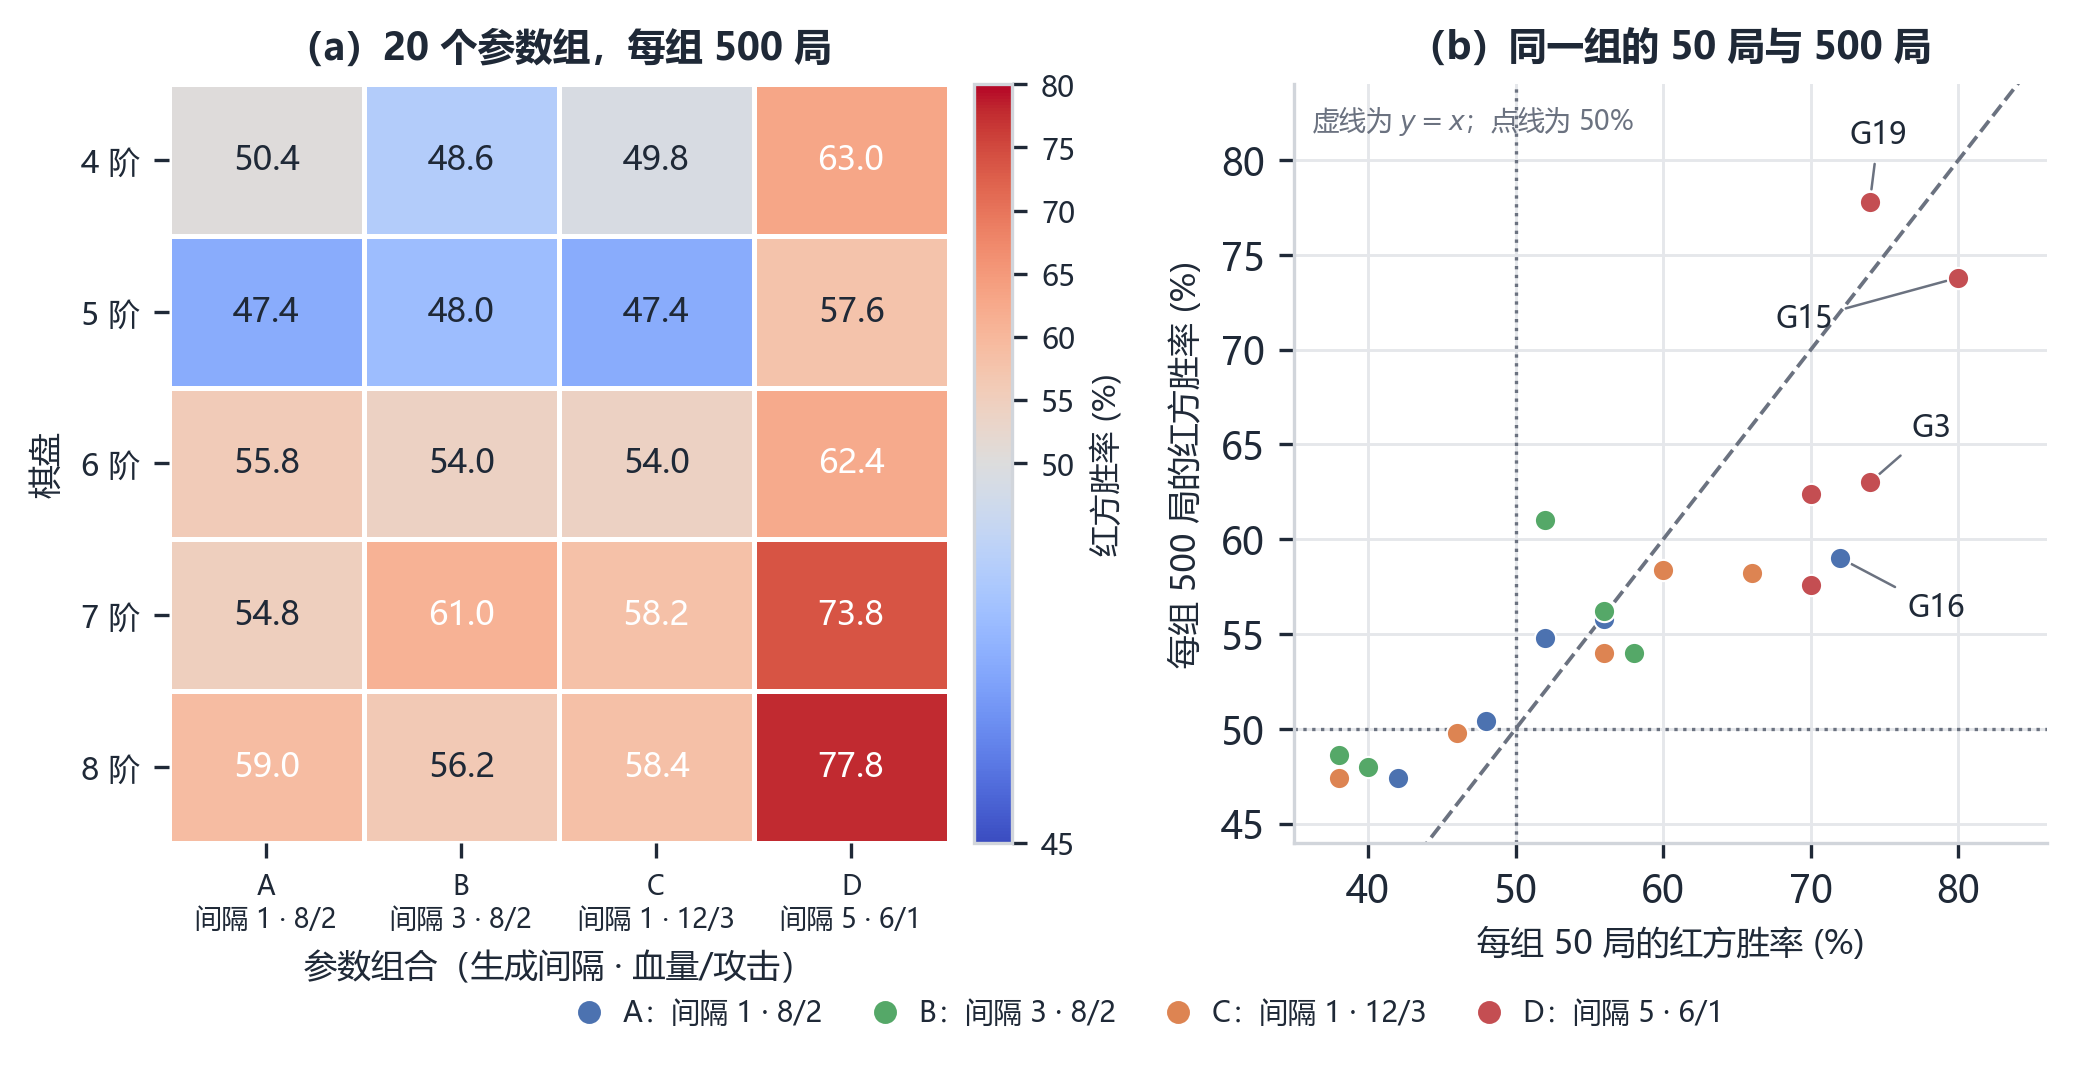 （a）20 个参数组，每组 500 局
4 阶
50.4
48.6
49.8
63.0
5 阶
47.4
48.0
47.4
57.6
6 阶
55.8
54.0
54.0
62.4
7 阶
54.8
61.0
58.2
73.8
8 阶
59.0
56.2
58.4
77.8
棋盘
A
间隔 1 · 8/2
B
间隔 3 · 8/2
C
间隔 1 · 12/3
D
间隔 5 · 6/1
参数组合（生成间隔 · 血量/攻击）
80
75
70
65
60
55
50
45
红方胜率 (%)
（b）同一组的 50 局与 500 局
虚线为 y = x；点线为 50%
G19
G15
G3
G16
80
75
70
65
60
55
50
45
每组 500 局的红方胜率 (%)
40
50
60
70
80
每组 50 局的红方胜率 (%)
A：间隔 1 · 8/2
B：间隔 3 · 8/2
C：间隔 1 · 12/3
D：间隔 5 · 6/1